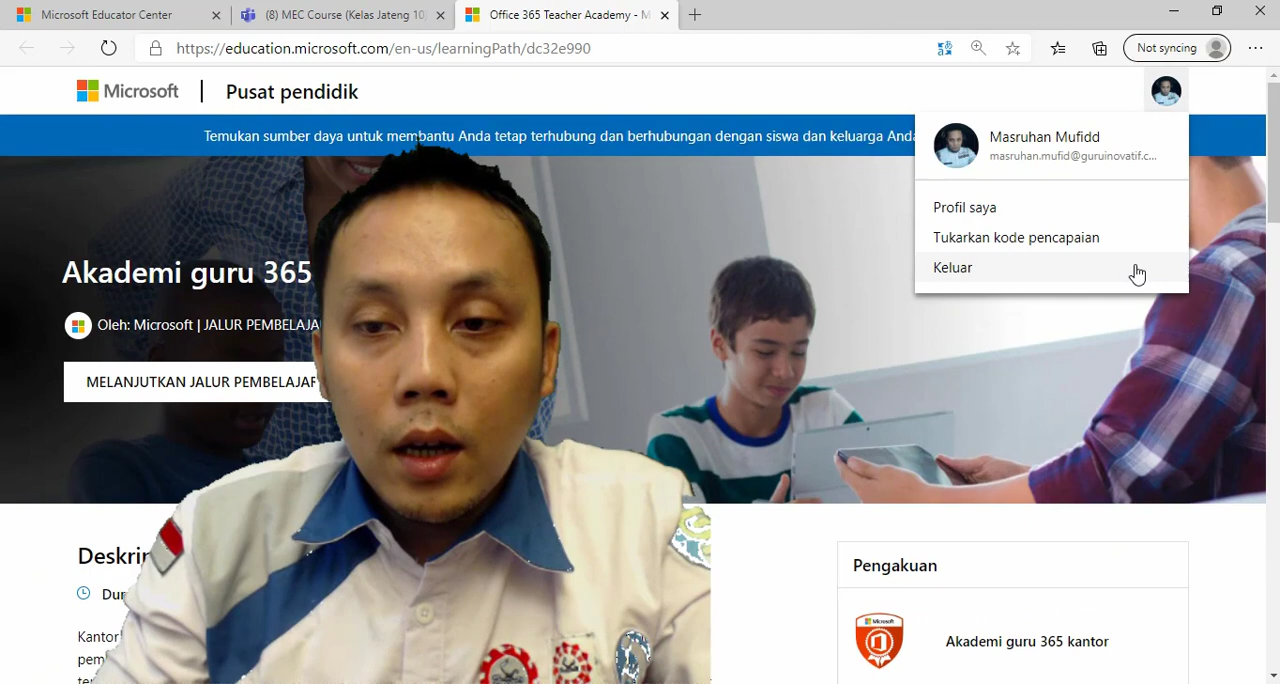 Microsoft Educator Center
(8) MEC Course (Kelas Jateng 10
Office 365 Teacher Academy - M
https://education.microsoft.com/en-us/learningPath/dc32e990
Not syncing
Microsoft
Pusat pendidik
Temukan sumber daya untuk membantu Anda tetap terhubung dan berhubungan dengan siswa dan keluarga Anda
Masruhan Mufidd
masruhan.mufid@guruinovatif.c...
Profil saya
Tukarkan kode pencapaian
Keluar
Akademi guru 365
Oleh: Microsoft | JALUR PEMBELAJA
MELANJUTKAN JALUR PEMBELAJAR
Deskri
Dur
Kantor
pemb
Pengakuan
Microsoft
Akademi guru 365 kantor